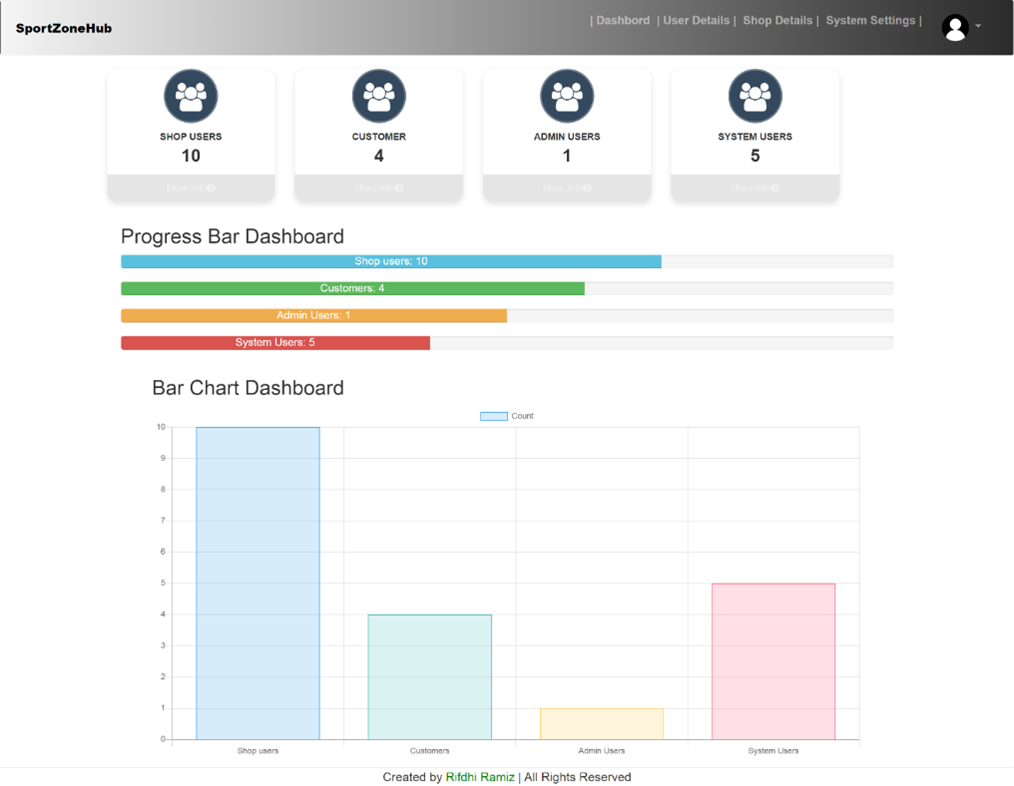 SportZoneHub
| Dashbord | User Details | Shop Details | System Settings |
SHOP USERS
10
More Info
CUSTOMER
4
More Info
ADMIN USERS
1
More Info
SYSTEM USERS
5
More Info
Progress Bar Dashboard
Shop users: 10
Customers: 4
Admin Users: 1
System Users: 5
Bar Chart Dashboard
Count
10
9
8
7
6
5
4
3
2
1
0
Shop users
Customers
Admin Users
System Users
Created by Rifdhi Ramiz | All Rights Reserved